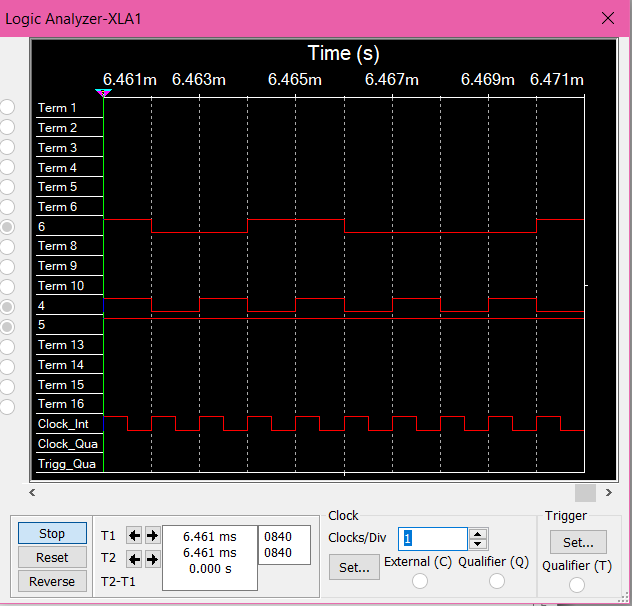 Logic Analyzer-XLA1
Time (s)
6.461m 6.463m 6.465m 6.467m 6.469m 6.471m
Term 1
Term 2
Term 3
Term 4
Term 5
Term 6
6
Term 8
Term 9
Term 10
4
5
Term 13
Term 14
Term 15
Term 16
Clock_Int
Clock_Qua
Trigg_Qua
Stop
Reset
Reverse
T1
T2
T2-T1
6.461 ms
6.461 ms
0.000 s
0840
0840
Clock
Clocks/Div 1
Set... External (C) Qualifier (Q)
Trigger
Set...
Qualifier (T)